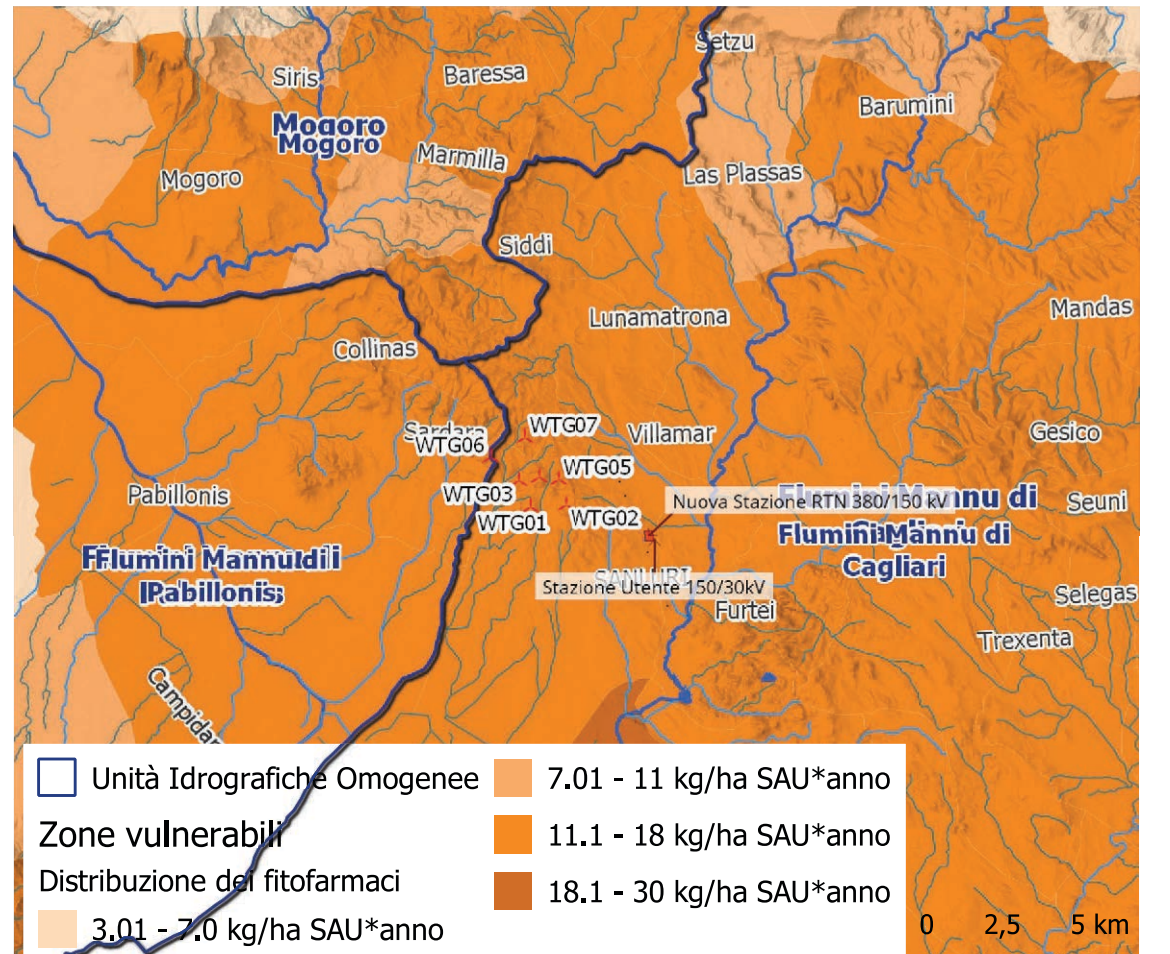 Setzu
Siris
Baressa
Barumini
Mogoro
Mogoro
Marmilla
Mogoro
Las Plassas
Siddi
Mandas
Lunamatrona
Collinas
Sardara
WTG07
Villamar
Gesico
WTG06
WTG05
Pabillonis
WTG03
Nuova Stazione RTN 380/150 kV
Flumini Mannu di
Seuni
WTG01
WTG02
Flumini Mannu di
Cagliari
Flumini Mannu di
Pabillonis
SANLURI
Stazione Utente 150/30kV
Furtei
Selegas
Trexenta
Campidan
Unità Idrografiche Omogenee
Zone vulnerabili
Distribuzione dei fitofarmaci
3.01 - 7.0 kg/ha SAU*anno
7.01 - 11 kg/ha SAU*anno
11.1 - 18 kg/ha SAU*anno
18.1 - 30 kg/ha SAU*anno
0 2,5 5 km